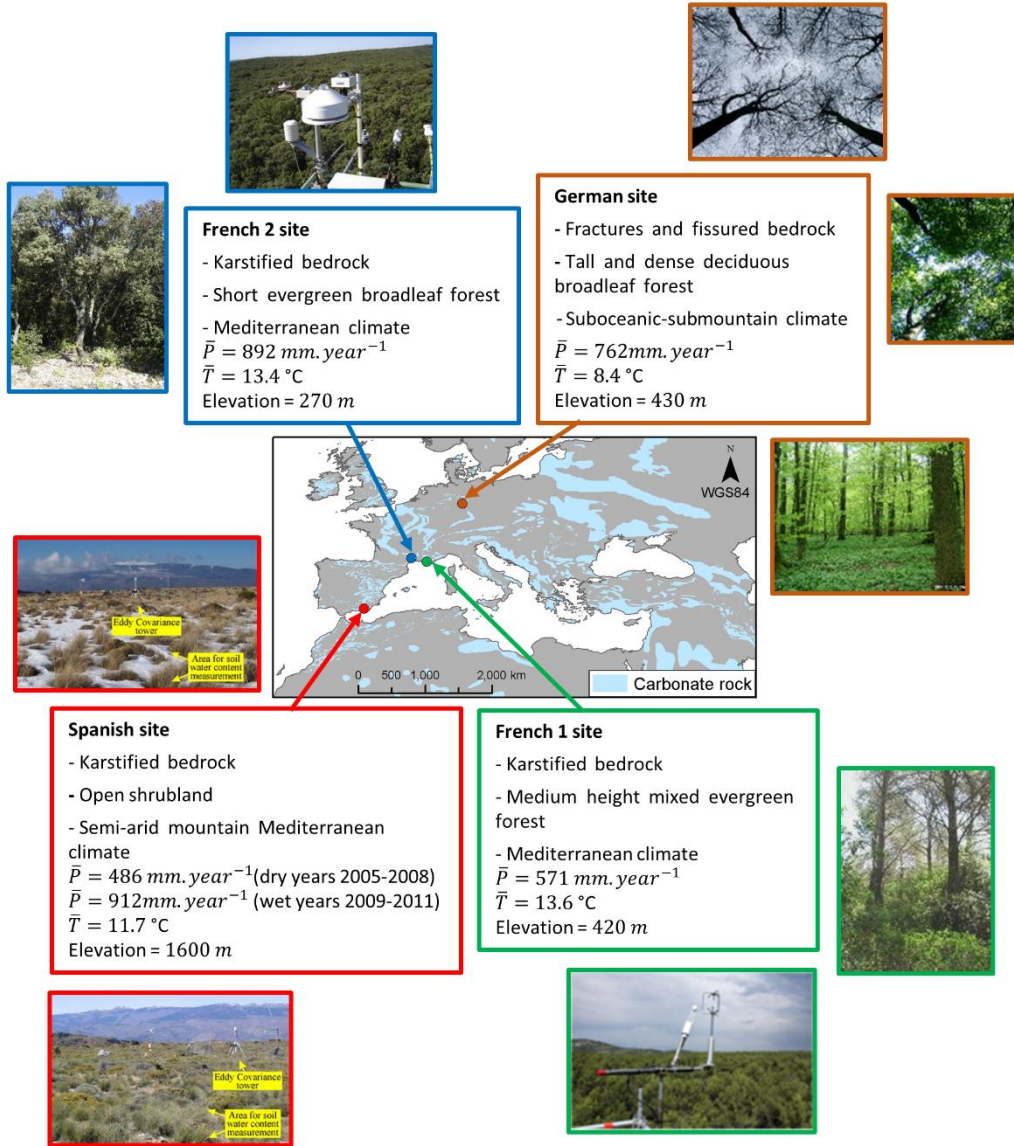 French 2 site
- Karstified bedrock
- Short evergreen broadleaf forest
- Mediterranean climate
P̅ = 892 mm. year⁻¹
T̅ = 13.4 °C
Elevation = 270 m
German site
- Fractures and fissured bedrock
- Tall and dense deciduous
broadleaf forest
- Suboceanic-submountain climate
P̅ = 762mm. year⁻¹
T̅ = 8.4 °C
Elevation = 430 m
N
WGS84
0 500 1,000 2,000 km
Carbonate rock
Eddy Covariance
tower
Area for soil
water content
measurement
Spanish site
- Karstified bedrock
- Open shrubland
- Semi-arid mountain Mediterranean
climate
P̅ = 486 mm. year⁻¹(dry years 2005-2008)
P̅ = 912mm. year⁻¹ (wet years 2009-2011)
T̅ = 11.7 °C
Elevation = 1600 m
French 1 site
- Karstified bedrock
- Medium height mixed evergreen
forest
- Mediterranean climate
P̅ = 571 mm. year⁻¹
T̅ = 13.6 °C
Elevation = 420 m
Eddy Covariance
tower
Area for soil
water content
measurement